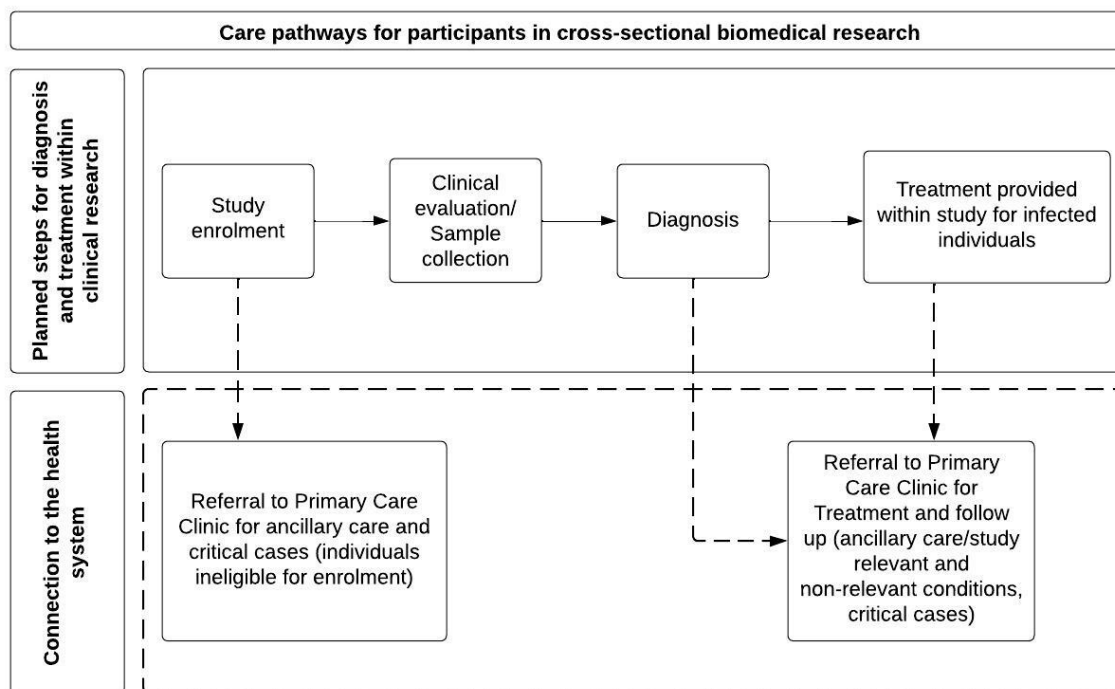 Care pathways for participants in cross-sectional biomedical research
Planned steps for diagnosis
and treatment within
clinical research
Study
enrolment
Clinical
evaluation/
Sample
collection
Diagnosis
Treatment provided
within study for infected
individuals
Connection to the health
system
Referral to Primary Care
Clinic for ancillary care and
critical cases (individuals
ineligible for enrolment)
Referral to Primary
Care Clinic for
Treatment and follow
up (ancillary care/study
relevant and
non-relevant conditions,
critical cases)